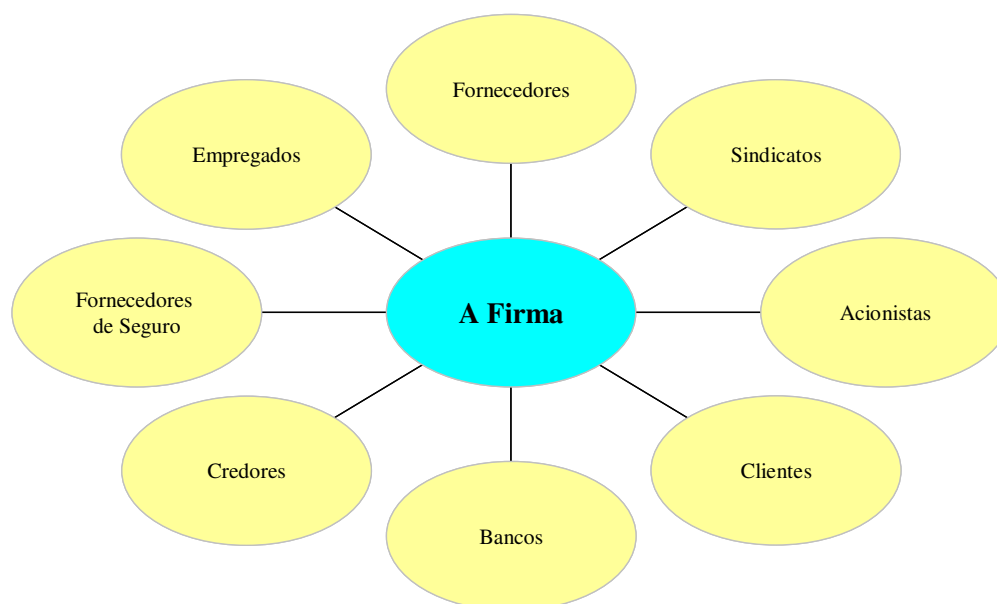 Fornecedores
Empregados
Sindicatos
Fornecedores
de Seguro
A Firma
Acionistas
Credores
Clientes
Bancos